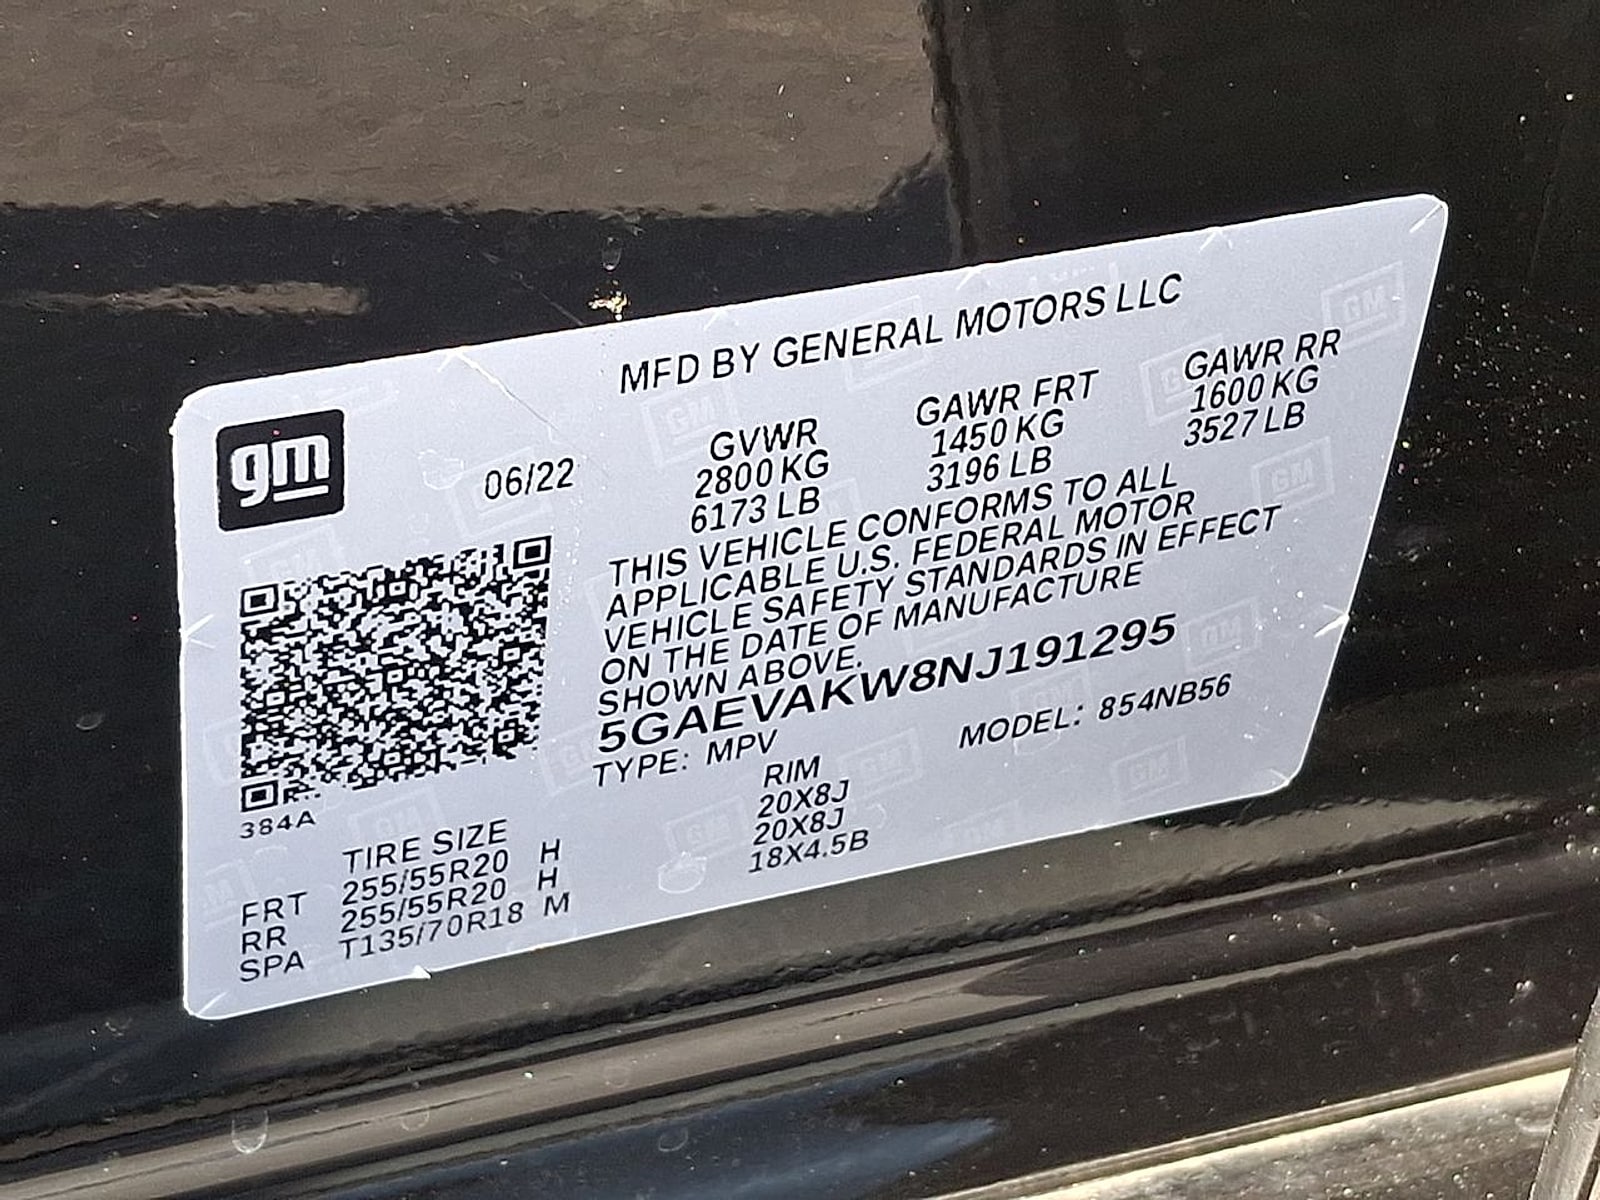 MFD BY GENERAL MOTORS LLC
gm
06/22
GVWR
2800 KG
6173 LB
GAWR FRT
1450 KG
3196 LB
GAWR RR
1600 KG
3527 LB
THIS VEHICLE CONFORMS TO ALL
APPLICABLE U.S. FEDERAL MOTOR
VEHICLE SAFETY STANDARDS IN EFFECT
ON THE DATE OF MANUFACTURE
SHOWN ABOVE.
5GAEVAKW8NJ191295
TYPE: MPV MODEL: 854NB56
384A
TIRE SIZE RIM
FRT 255/55R20 H 20X8J
RR 255/55R20 H 20X8J
SPA T135/70R18 M 18X4.5B